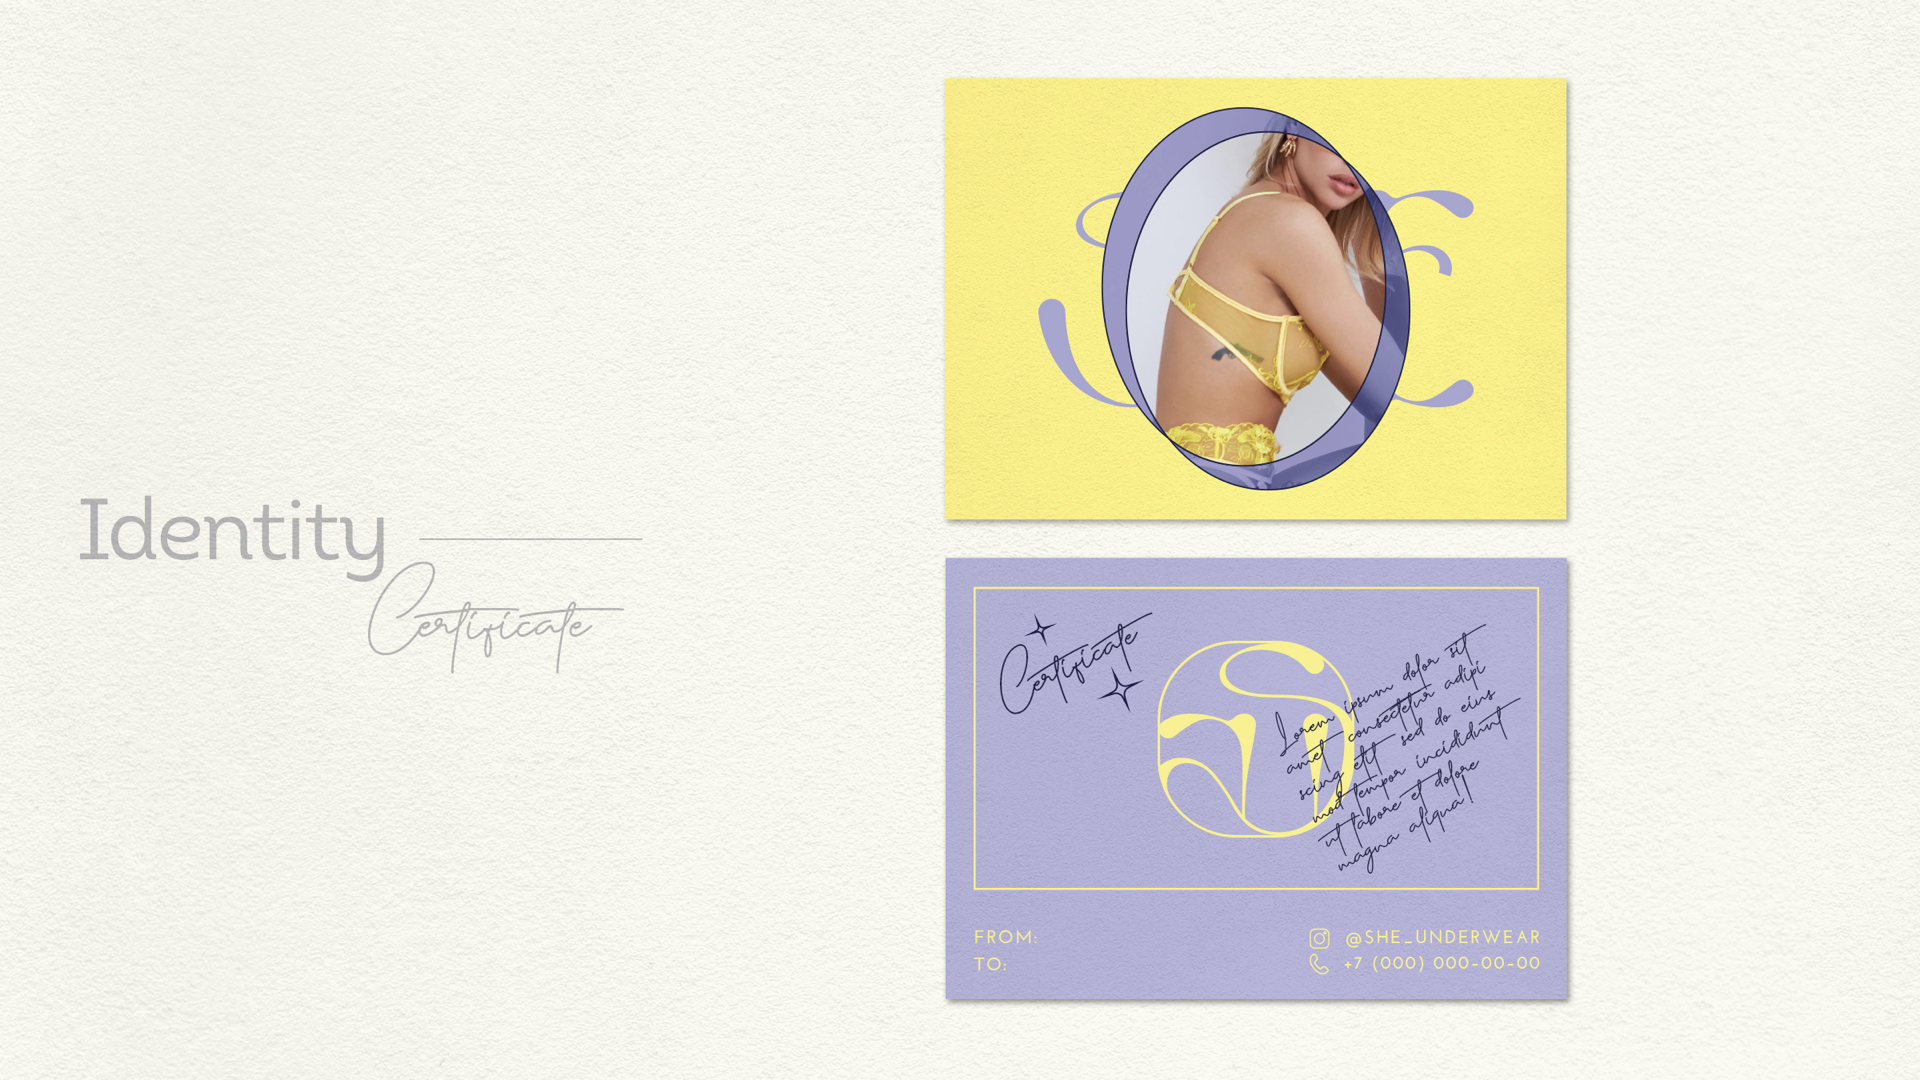 Identity
Certificate
Certificate
Lorem ipsum dolor sit
amet consectetur adipi
scing elit sed do eius
mod tempor incididunt
ut labore et dolore
magna aliqua!
FROM:
TO:
@SHE_UNDERWEAR
+7 (000) 000-00-00